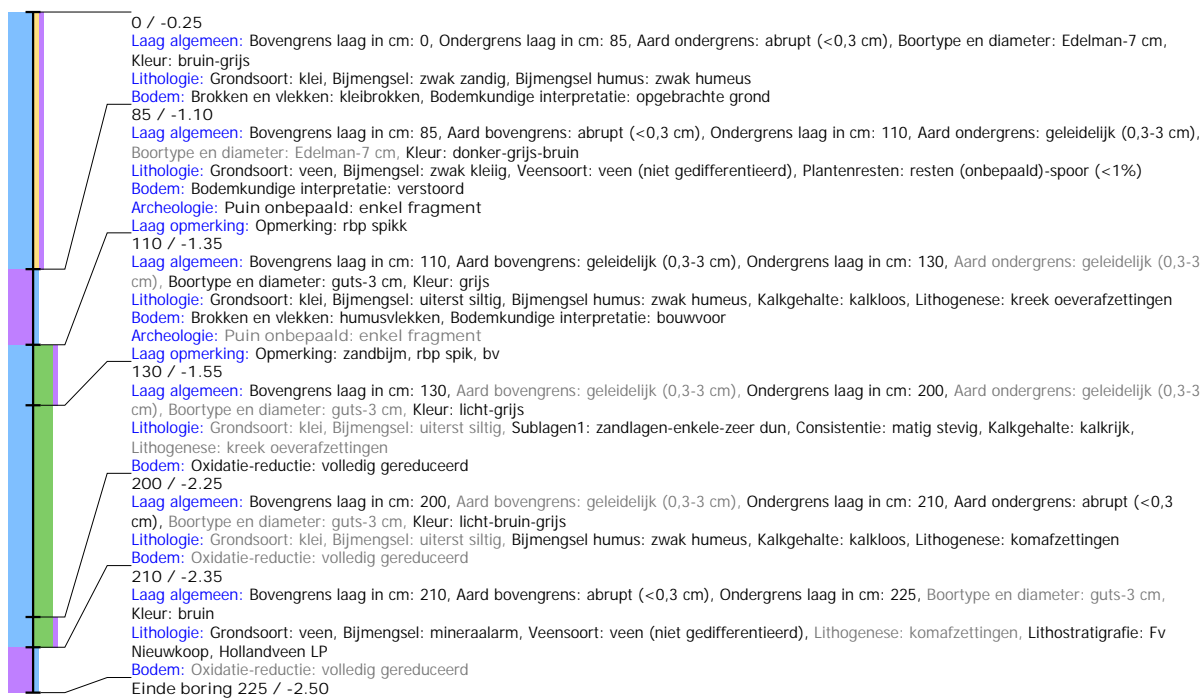 0 / -0.25
Laag algemeen: Bovengrens laag in cm: 0, Ondergrens laag in cm: 85, Aard ondergrens: abrupt (<0,3 cm), Boortype en diameter: Edelman-7 cm,
Kleur: bruin-grijs
Lithologie: Grondsoort: klei, Bijmengsel: zwak zandig, Bijmengsel humus: zwak humeus
Bodem: Brokken en vlekken: kleibrokken, Bodemkundige interpretatie: opgebrachte grond
85 / -1.10
Laag algemeen: Bovengrens laag in cm: 85, Aard bovengrens: abrupt (<0,3 cm), Ondergrens laag in cm: 110, Aard ondergrens: geleidelijk (0,3-3 cm),
Boortype en diameter: Edelman-7 cm, Kleur: donker-grijs-bruin
Lithologie: Grondsoort: veen, Bijmengsel: zwak kleiig, Veensoort: veen (niet gedifferentieerd), Plantenresten: resten (onbepaald)-spoor (<1%)
Bodem: Bodemkundige interpretatie: verstoord
Archeologie: Puin onbepaald: enkel fragment
Laag opmerking: Opmerking: rbp spikk
110 / -1.35
Laag algemeen: Bovengrens laag in cm: 110, Aard bovengrens: geleidelijk (0,3-3 cm), Ondergrens laag in cm: 130, Aard ondergrens: geleidelijk (0,3-3
cm), Boortype en diameter: guts-3 cm, Kleur: grijs
Lithologie: Grondsoort: klei, Bijmengsel: uiterst siltig, Bijmengsel humus: zwak humeus, Kalkgehalte: kalkloos, Lithogenese: kreek oeverafzettingen
Bodem: Brokken en vlekken: humusvlekken, Bodemkundige interpretatie: bouwvoor
Archeologie: Puin onbepaald: enkel fragment
Laag opmerking: Opmerking: zandbijm, rbp spik, bv
130 / -1.55
Laag algemeen: Bovengrens laag in cm: 130, Aard bovengrens: geleidelijk (0,3-3 cm), Ondergrens laag in cm: 200, Aard ondergrens: geleidelijk (0,3-3
cm), Boortype en diameter: guts-3 cm, Kleur: licht-grijs
Lithologie: Grondsoort: klei, Bijmengsel: uiterst siltig, Sublagen1: zandlagen-enkele-zeer dun, Consistentie: matig stevig, Kalkgehalte: kalkrijk,
Lithogenese: kreek oeverafzettingen
Bodem: Oxidatie-reductie: volledig gereduceerd
200 / -2.25
Laag algemeen: Bovengrens laag in cm: 200, Aard bovengrens: geleidelijk (0,3-3 cm), Ondergrens laag in cm: 210, Aard ondergrens: abrupt (<0,3
cm), Boortype en diameter: guts-3 cm, Kleur: licht-bruin-grijs
Lithologie: Grondsoort: klei, Bijmengsel: uiterst siltig, Bijmengsel humus: zwak humeus, Kalkgehalte: kalkloos, Lithogenese: komafzettingen
Bodem: Oxidatie-reductie: volledig gereduceerd
210 / -2.35
Laag algemeen: Bovengrens laag in cm: 210, Aard bovengrens: abrupt (<0,3 cm), Ondergrens laag in cm: 225, Boortype en diameter: guts-3 cm,
Kleur: bruin
Lithologie: Grondsoort: veen, Bijmengsel: mineraalarm, Veensoort: veen (niet gedifferentieerd), Lithogenese: komafzettingen, Lithostratigrafie: Fv
Nieuwkoop, Hollandveen LP
Bodem: Oxidatie-reductie: volledig gereduceerd
Einde boring 225 / -2.50